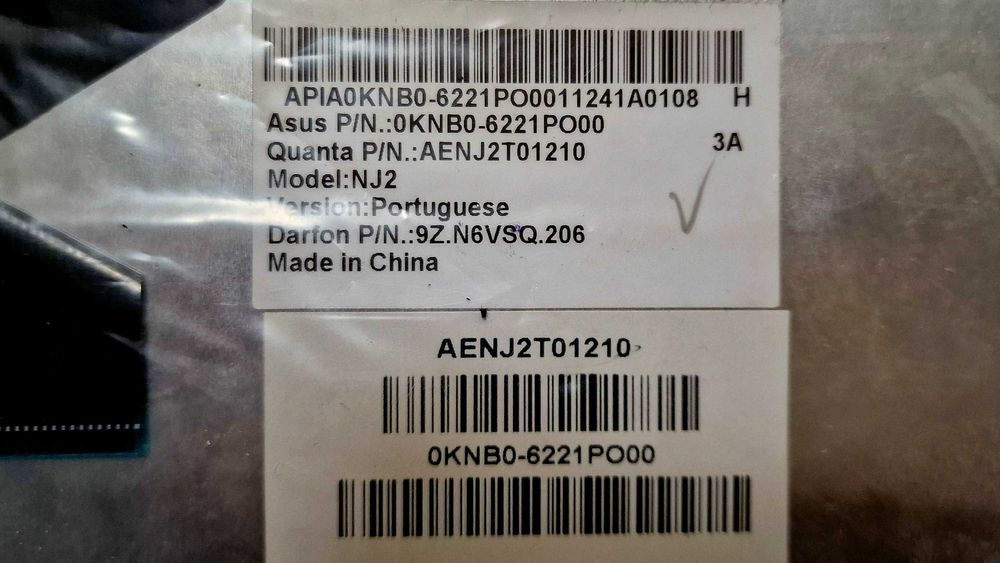 APIA0KNB0-6221PO0011241A0108 H
Asus P/N.:0KNB0-6221PO00
3A
Quanta P/N.:AENJ2T01210
Model:NJ2
Version:Portuguese
Darfon P/N.:9Z.N6VSQ.206
Made in China
AENJ2T01210
0KNB0-6221PO00